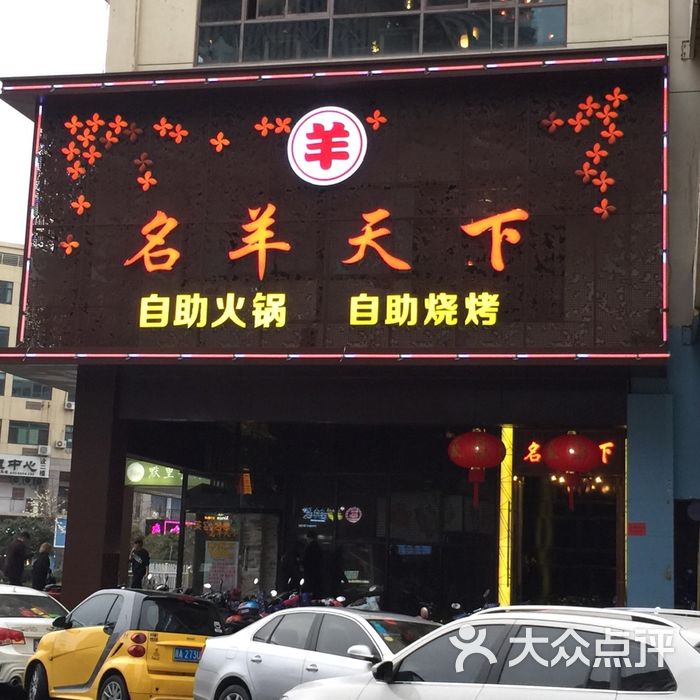 羊
名羊天下
自助火锅 自助烧烤
名 下
大众点评